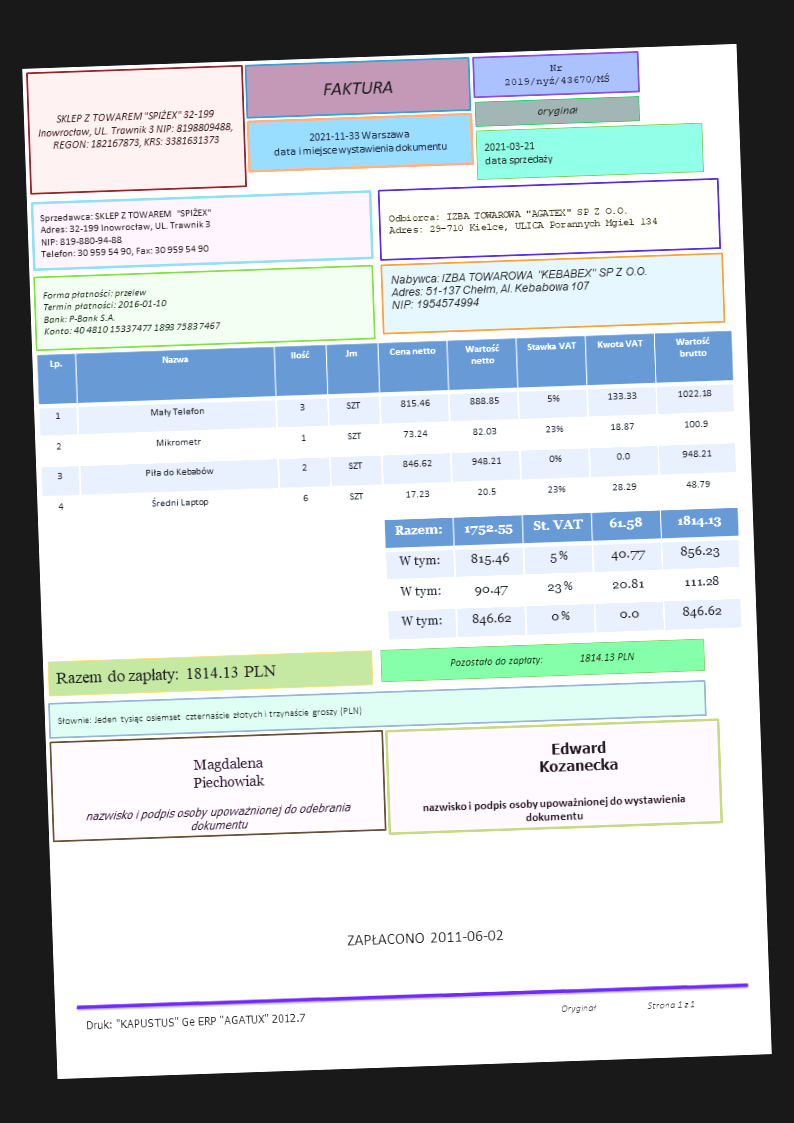 SKLEP Z TOWAREM "SPIŻEX" 32-199
Inowrocław, UL. Trawnik 3 NIP: 8198809488,
REGON: 182167873, KRS: 3381631373
FAKTURA
2021-11-33 Warszawa
data i miejsce wystawienia dokumentu
Nr
2019/nyź/43670/MŚ
oryginał
2021-03-21
data sprzedaży
Sprzedawca: SKLEP Z TOWAREM "SPIŻEX"
Adres: 32-199 Inowrocław, UL. Trawnik 3
NIP: 819-880-94-88
Telefon: 30 959 54 90, Fax: 30 959 54 90
Odbiorca: IZBA TOWAROWA "AGATEX" SP Z O.O.
Adres: 29-710 Kielce, ULICA Porannych Mgieł 134
Forma płatności: przelew
Termin płatności: 2016-01-10
Bank: P-Bank S.A.
Konto: 40 4810 15337477 1893 7583 7467
Nabywca: IZBA TOWAROWA "KEBABEX" SP Z O.O.
Adres: 51-137 Chełm, Al. Kebabowa 107
NIP: 1954574994
Lp. Nazwa Ilość Jm Cena netto Wartość netto Stawka VAT Kwota VAT Wartość brutto
1 Mały Telefon 3 SZT 815.46 888.85 5% 133.33 1022.18
2 Mikrometr 1 SZT 73.24 82.03 23% 18.87 100.9
3 Piła do Kebabów 2 SZT 846.62 948.21 0% 0.0 948.21
4 Średni Laptop 6 SZT 17.23 20.5 23% 28.29 48.79
Razem: 1752.55 St. VAT 61.58 1814.13
W tym: 815.46 5% 40.77 856.23
W tym: 90.47 23% 20.81 111.28
W tym: 846.62 0% 0.0 846.62
Razem do zapłaty: 1814.13 PLN
Pozostało do zapłaty: 1814.13 PLN
Słownie: Jeden tysiąc osiemset czternaście złotych i trzynaście groszy (PLN)
Magdalena
Piechowiak
nazwisko i podpis osoby upoważnionej do odebrania
dokumentu
Edward
Kozanecka
nazwisko i podpis osoby upoważnionej do wystawienia
dokumentu
ZAPŁACONO 2011-06-02
Druk: "KAPUSTUS" Ge ERP "AGATUX" 2012.7
Oryginał
Strona 1 z 1